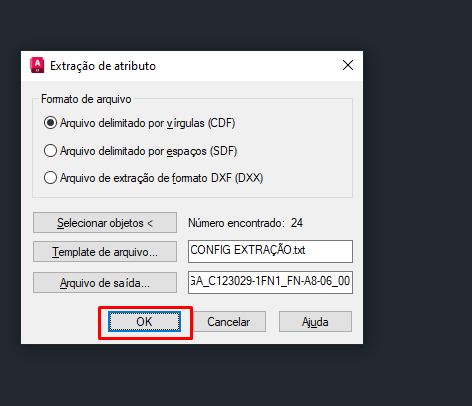 Extração de atributo
Formato de arquivo
Arquivo delimitado por vírgulas (CDF)
Arquivo delimitado por espaços (SDF)
Arquivo de extração de formato DXF (DXX)
Selecionar objetos < Número encontrado: 24
Template de arquivo... CONFIG EXTRAÇÃO.txt
Arquivo de saída... GA_C123029-1FN1_FN-A8-06_00
OK Cancelar Ajuda